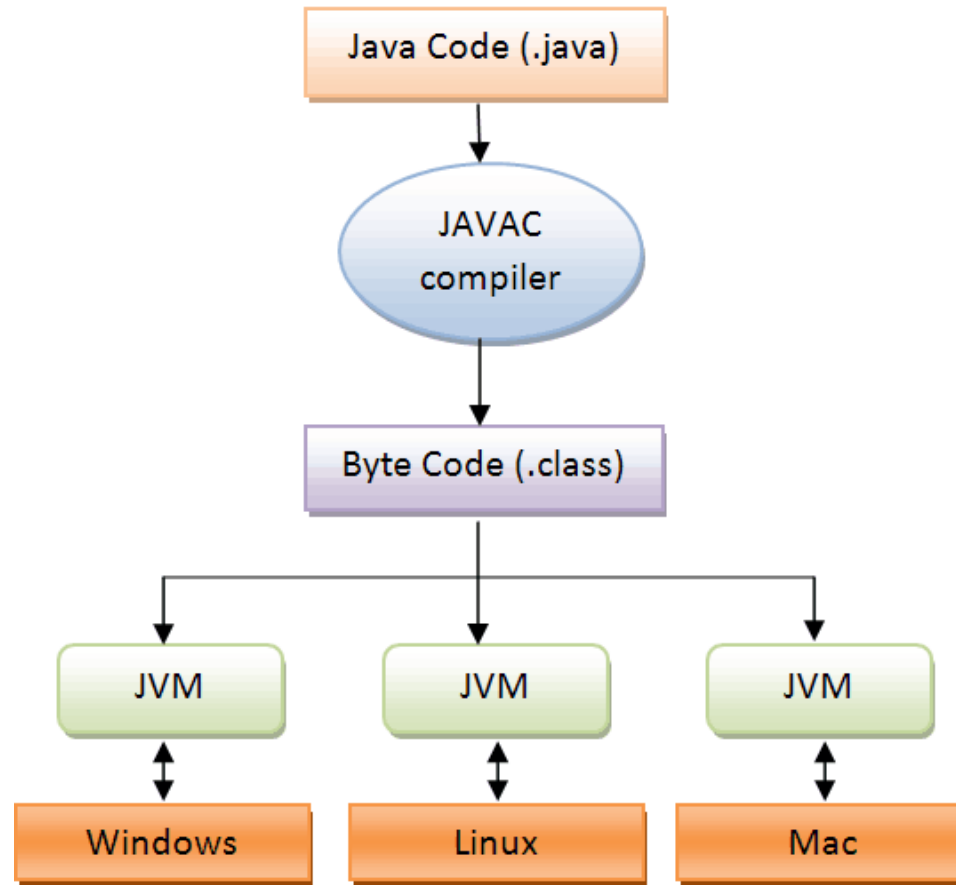 Java Code (.java)
JAVAC
compiler
Byte Code (.class)
JVM
JVM
JVM
Windows
Linux
Mac